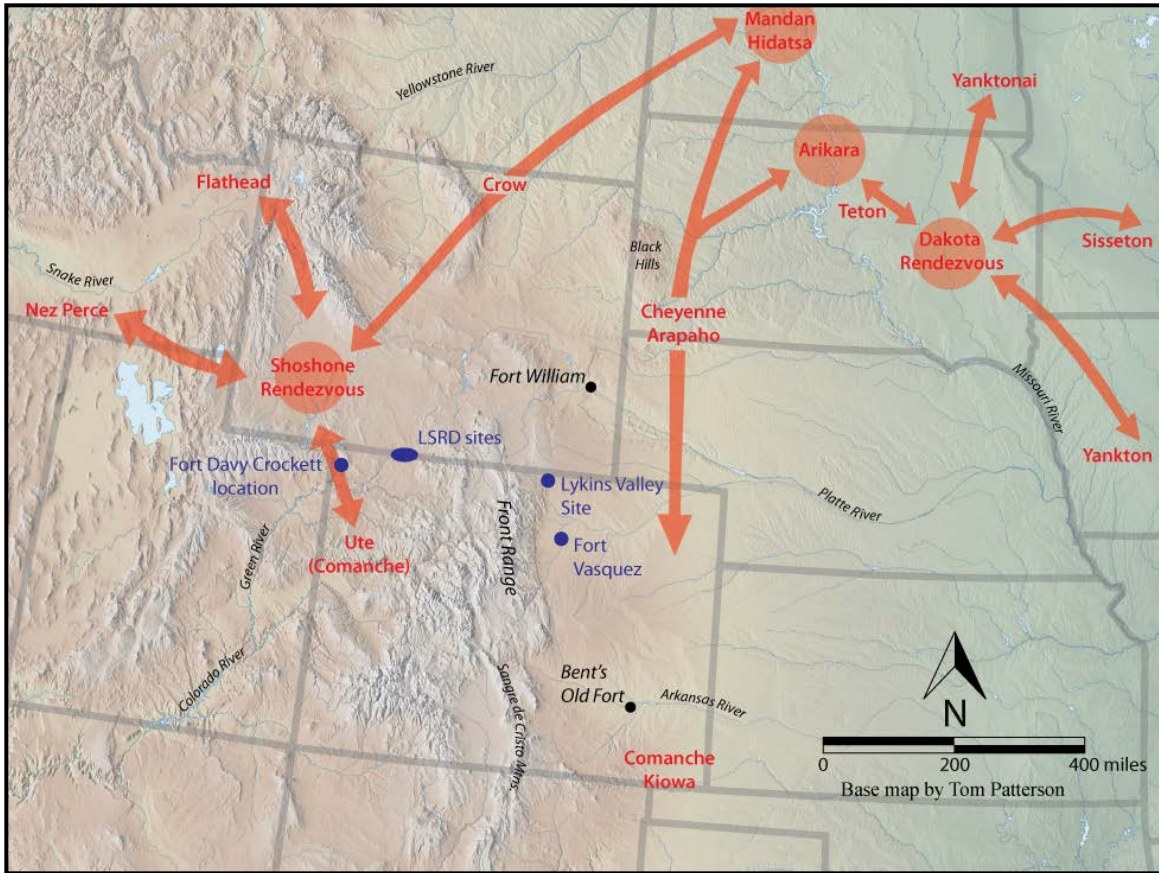 Mandan
Hidatsa
Yellowstone River
Yanktonai
Arikara
Flathead
Crow
Teton
Dakota
Rendezvous
Sisseton
Black
Hills
Snake River
Nez Perce
Cheyenne
Arapaho
Shoshone
Rendezvous
Fort William
Missouri River
LSRD sites
Fort Davy Crockett
location
Lykins Valley
Site
Yankton
Platte River
Front Range
Fort
Vasquez
Ute
(Comanche)
Green River
Colorado River
Sangre de Cristo Mtns.
Bent's
Old Fort
Arkansas River
N
Comanche
Kiowa
0 200 400 miles
Base map by Tom Patterson